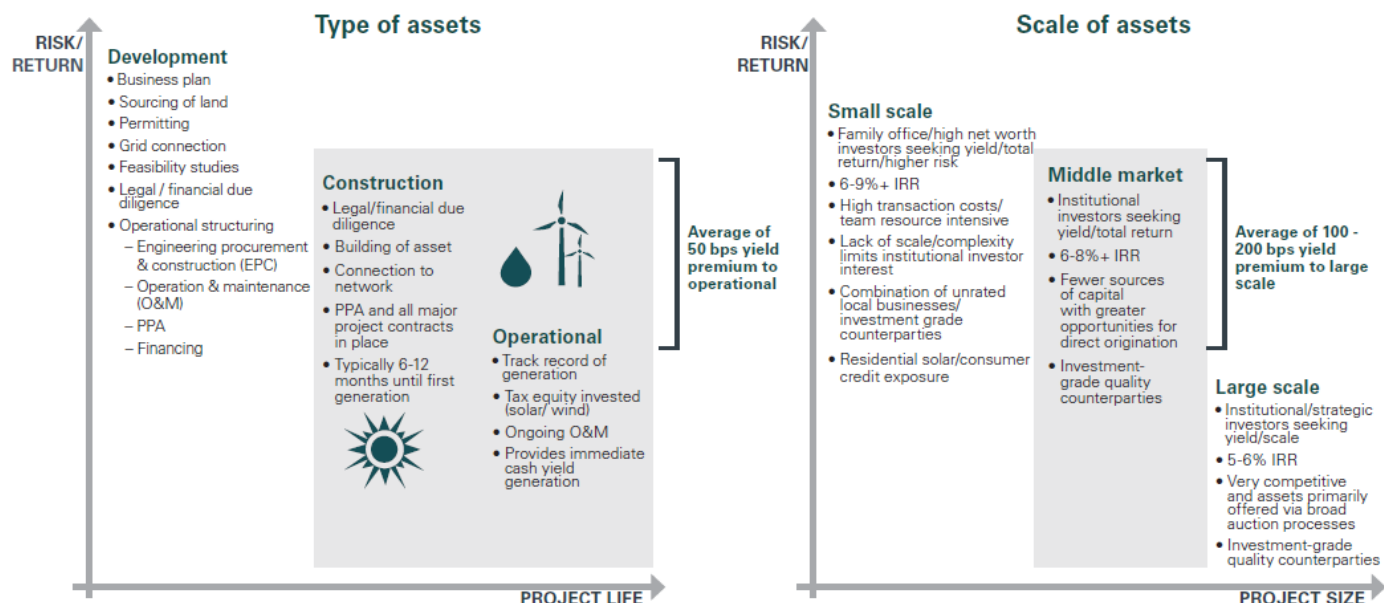 Type of assets
RISK/
RETURN
Development
• Business plan
• Sourcing of land
• Permitting
• Grid connection
• Feasibility studies
• Legal / financial due
diligence
• Operational structuring
– Engineering procurement
& construction (EPC)
– Operation & maintenance
(O&M)
– PPA
– Financing
Construction
• Legal/financial due
diligence
• Building of asset
• Connection to
network
• PPA and all major
project contracts
in place
• Typically 6-12
months until first
generation
Operational
• Track record of
generation
• Tax equity invested
(solar/ wind)
• Ongoing O&M
• Provides immediate
cash yield
generation
Average of
50 bps yield
premium to
operational
PROJECT LIFE
Scale of assets
RISK/
RETURN
Small scale
• Family office/high net worth
investors seeking yield/total
return/higher risk
• 6-9%+ IRR
• High transaction costs/
team resource intensive
• Lack of scale/complexity
limits institutional investor
interest
• Combination of unrated
local businesses/
investment grade
counterparties
• Residential solar/consumer
credit exposure
Middle market
• Institutional
investors seeking
yield/total return
• 6-8%+ IRR
• Fewer sources
of capital
with greater
opportunities for
direct origination
• Investment-
grade quality
counterparties
Average of 100 -
200 bps yield
premium to large
scale
Large scale
• Institutional/strategic
investors seeking
yield/scale
• 5-6% IRR
• Very competitive
and assets primarily
offered via broad
auction processes
• Investment-grade
quality counterparties
PROJECT SIZE